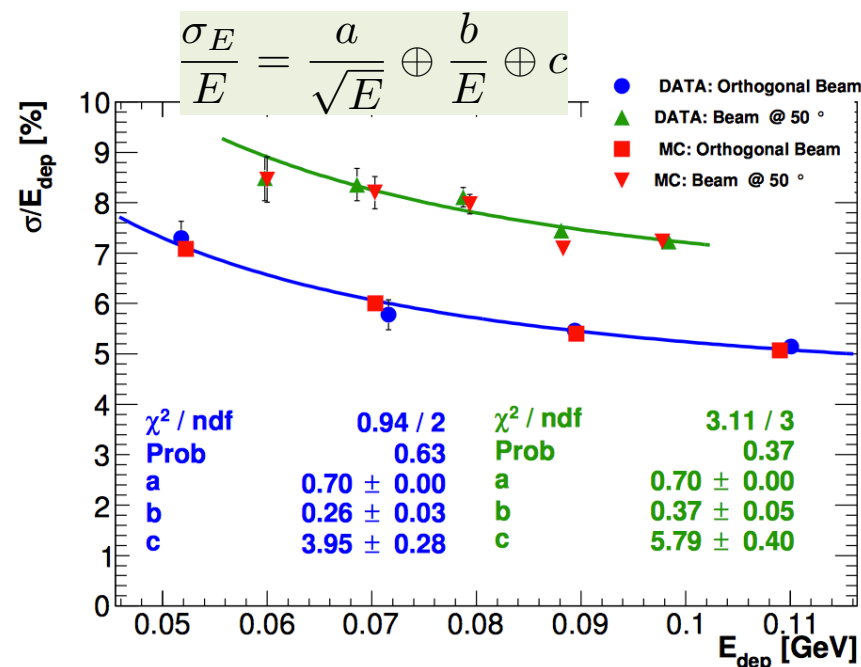 σ_E/E = a/√E ⊕ b/E ⊕ c
DATA: Orthogonal Beam
DATA: Beam @ 50 °
MC: Orthogonal Beam
MC: Beam @ 50 °
σ/E_dep [%]
10
9
8
7
6
5
4
3
2
1
0
χ² / ndf 0.94 / 2
Prob 0.63
a 0.70 ± 0.00
b 0.26 ± 0.03
c 3.95 ± 0.28
χ² / ndf 3.11 / 3
Prob 0.37
a 0.70 ± 0.00
b 0.37 ± 0.05
c 5.79 ± 0.40
0.05 0.06 0.07 0.08 0.09 0.1 0.11
E_dep [GeV]